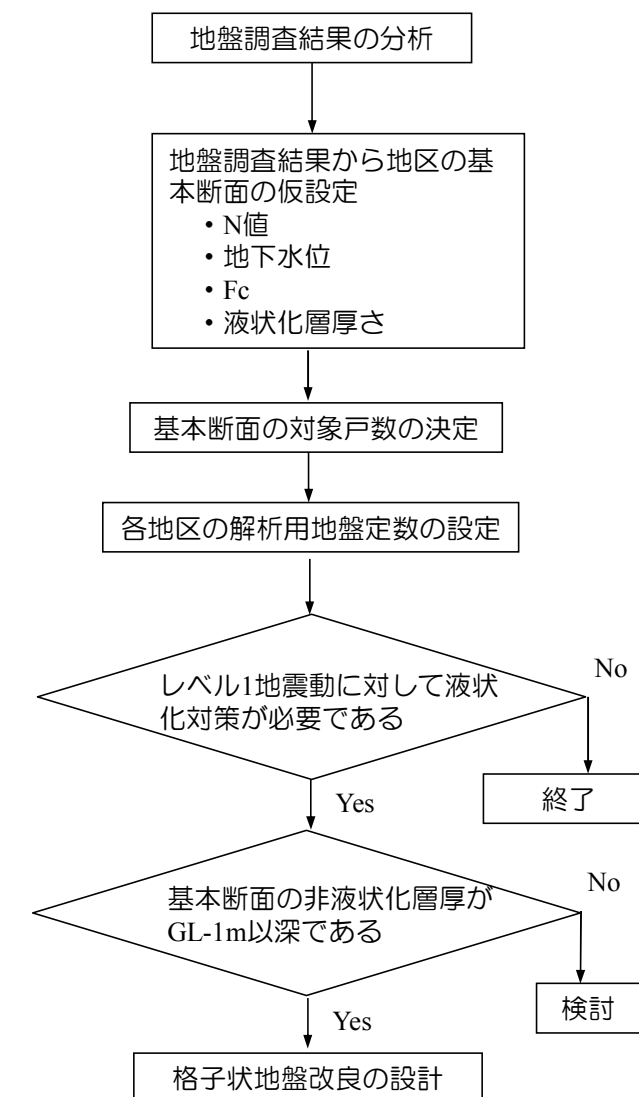 地盤調査結果の分析
地盤調査結果から地区の基
本断面の仮設定
・N値
・地下水位
・Fc
・液状化層厚さ
基本断面の対象戸数の決定
各地区の解析用地盤定数の設定
レベル1地震動に対して液状
化対策が必要である
No
終了
Yes
基本断面の非液状化層厚が
GL-1m以深である
No
検討
Yes
格子状地盤改良の設計